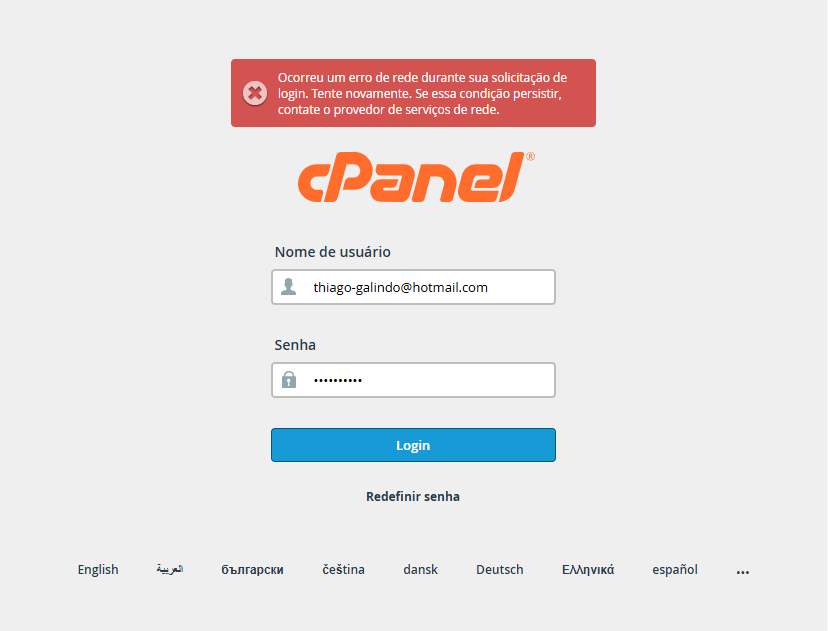 Ocorreu um erro de rede durante sua solicitação de
login. Tente novamente. Se essa condição persistir,
contate o provedor de serviços de rede.
cPanel®
Nome de usuário
thiago-galindo@hotmail.com
Senha
••••••••••
Login
Redefinir senha
English العربية български čeština dansk Deutsch Ελληνικά español ...